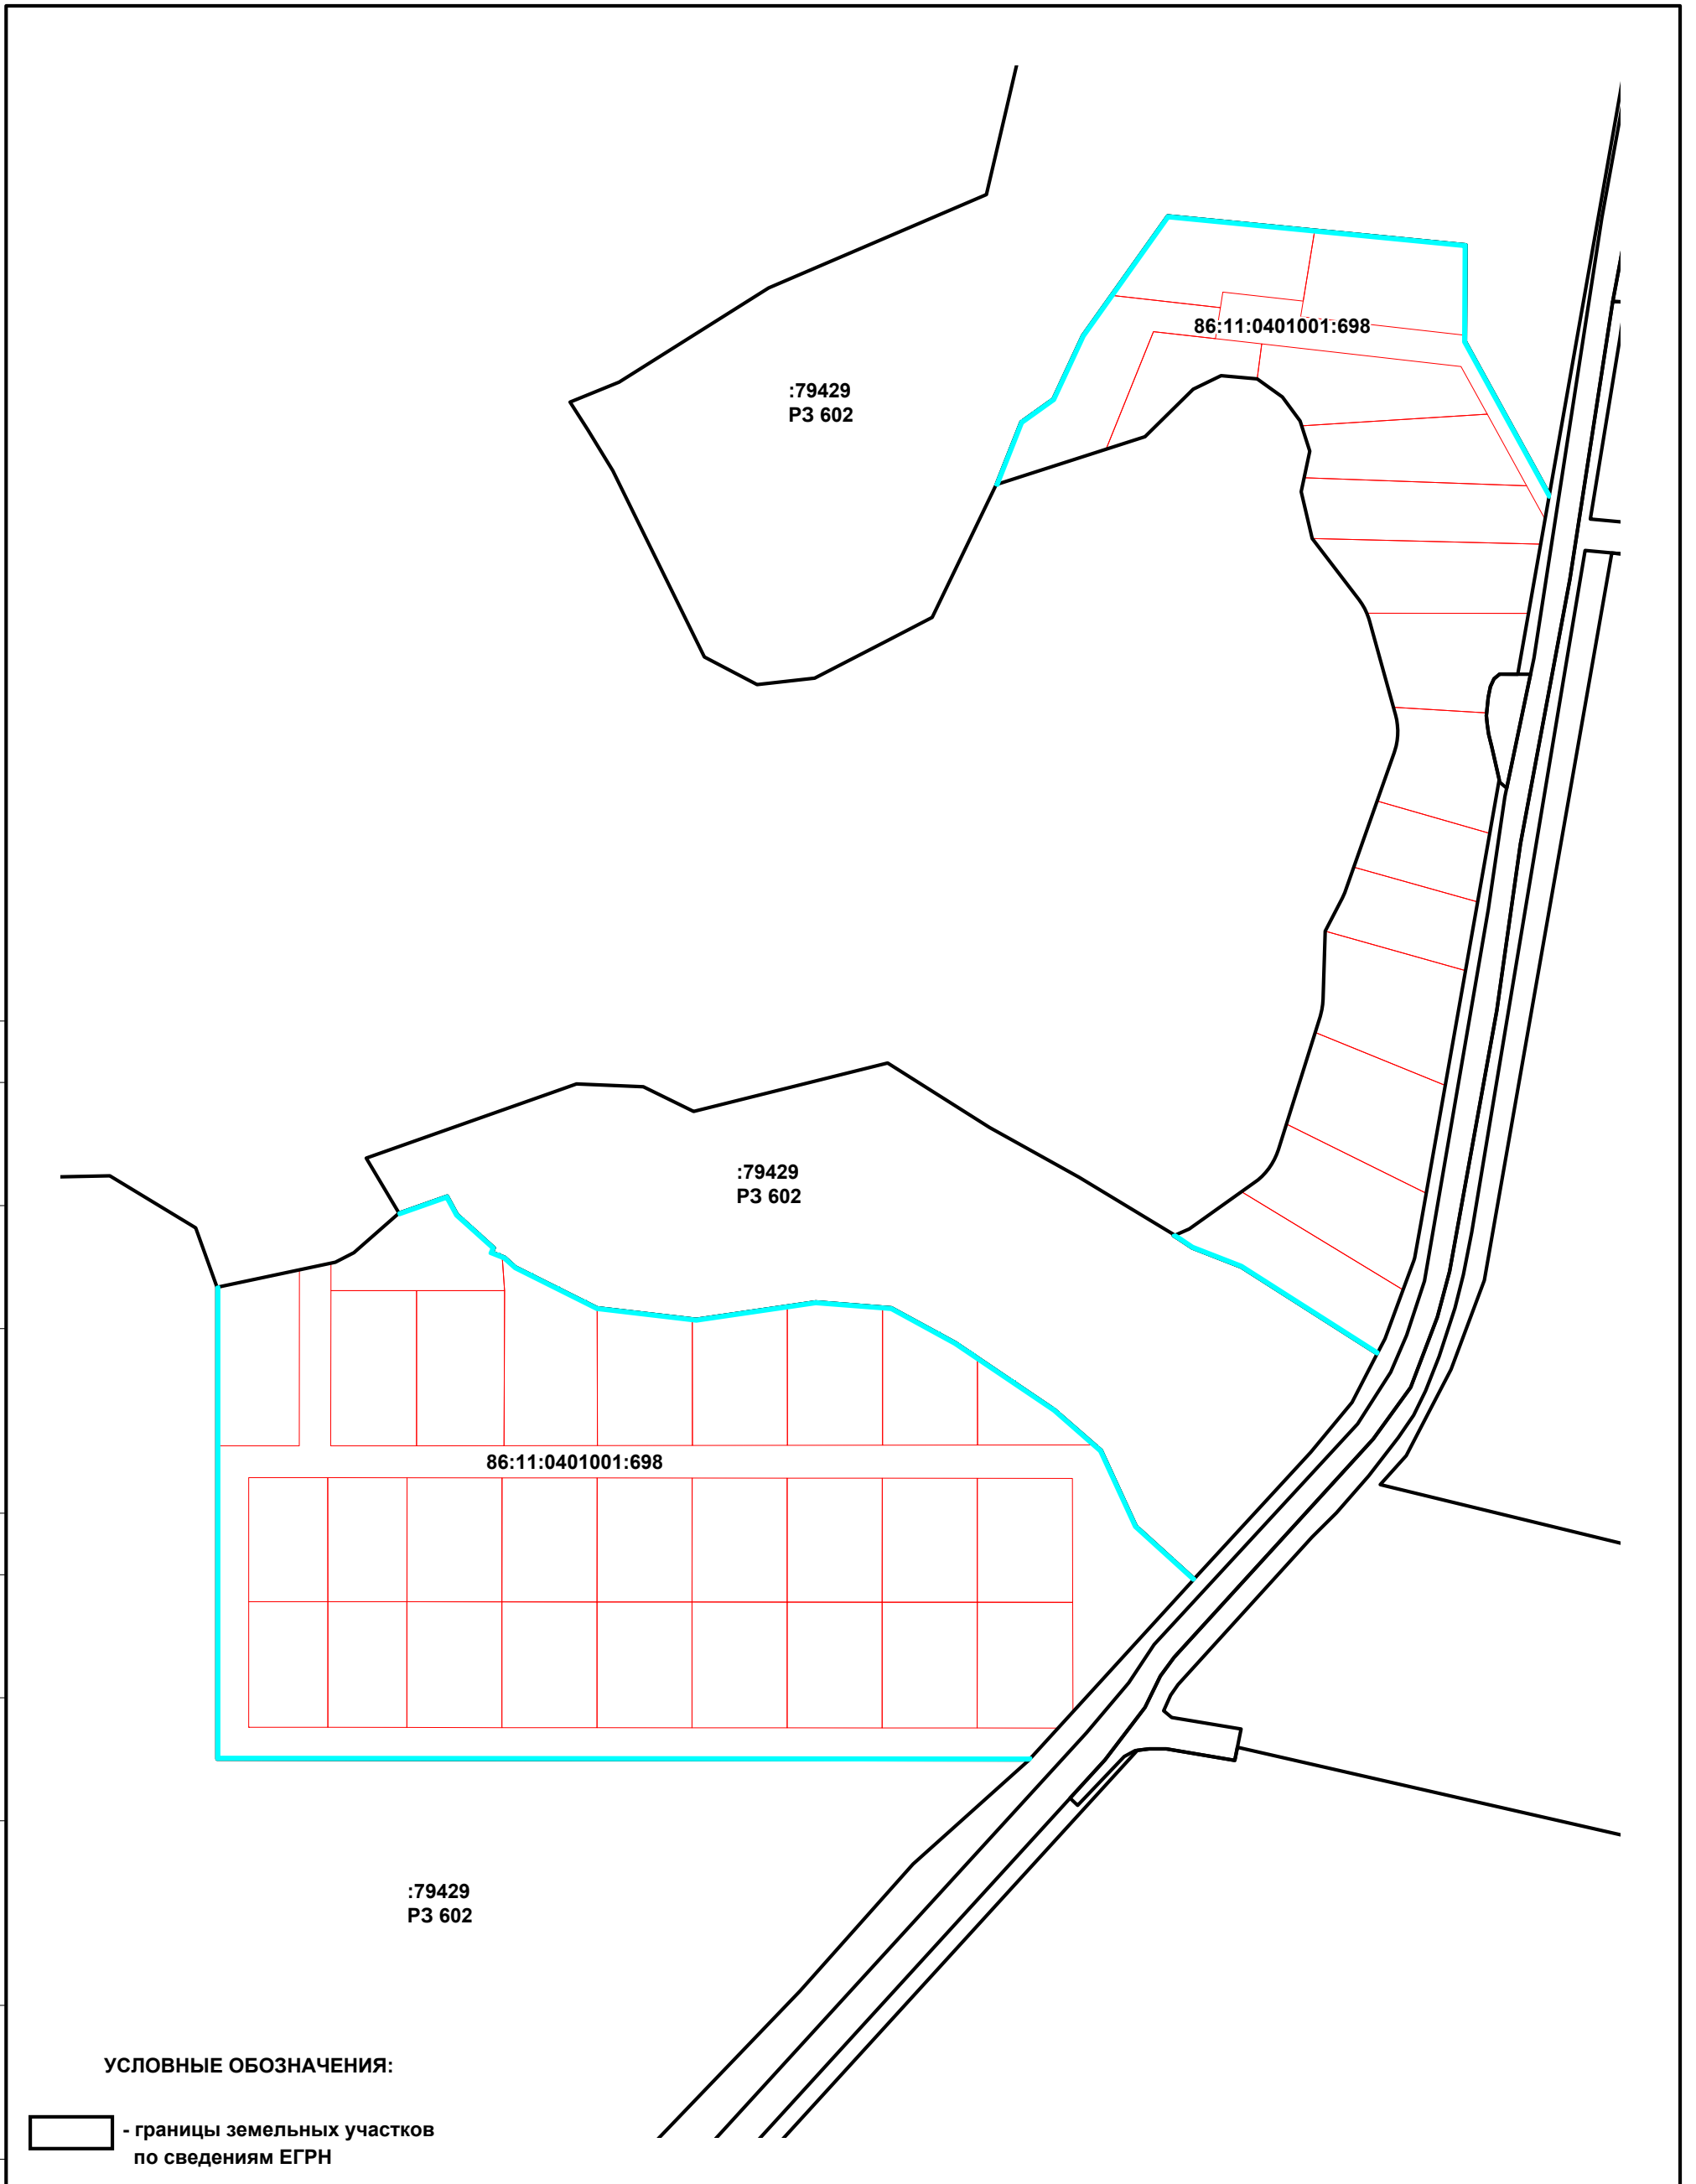 86:11:0401001:698
:79429
РЗ 602
:79429
РЗ 602
86:11:0401001:698
:79429
РЗ 602
УСЛОВНЫЕ ОБОЗНАЧЕНИЯ:
- границы земельных участков
по сведениям ЕГРН